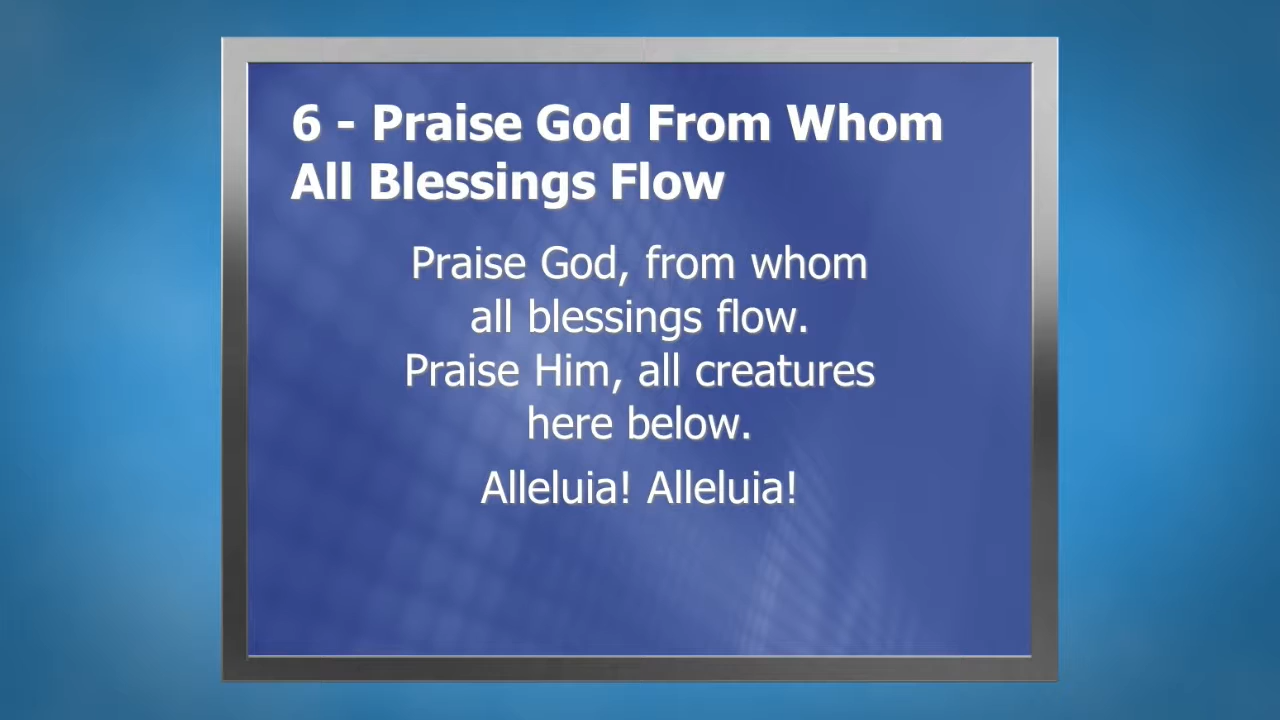 6 - Praise God From Whom
All Blessings Flow
Praise God, from whom
all blessings flow.
Praise Him, all creatures
here below.
Alleluia! Alleluia!